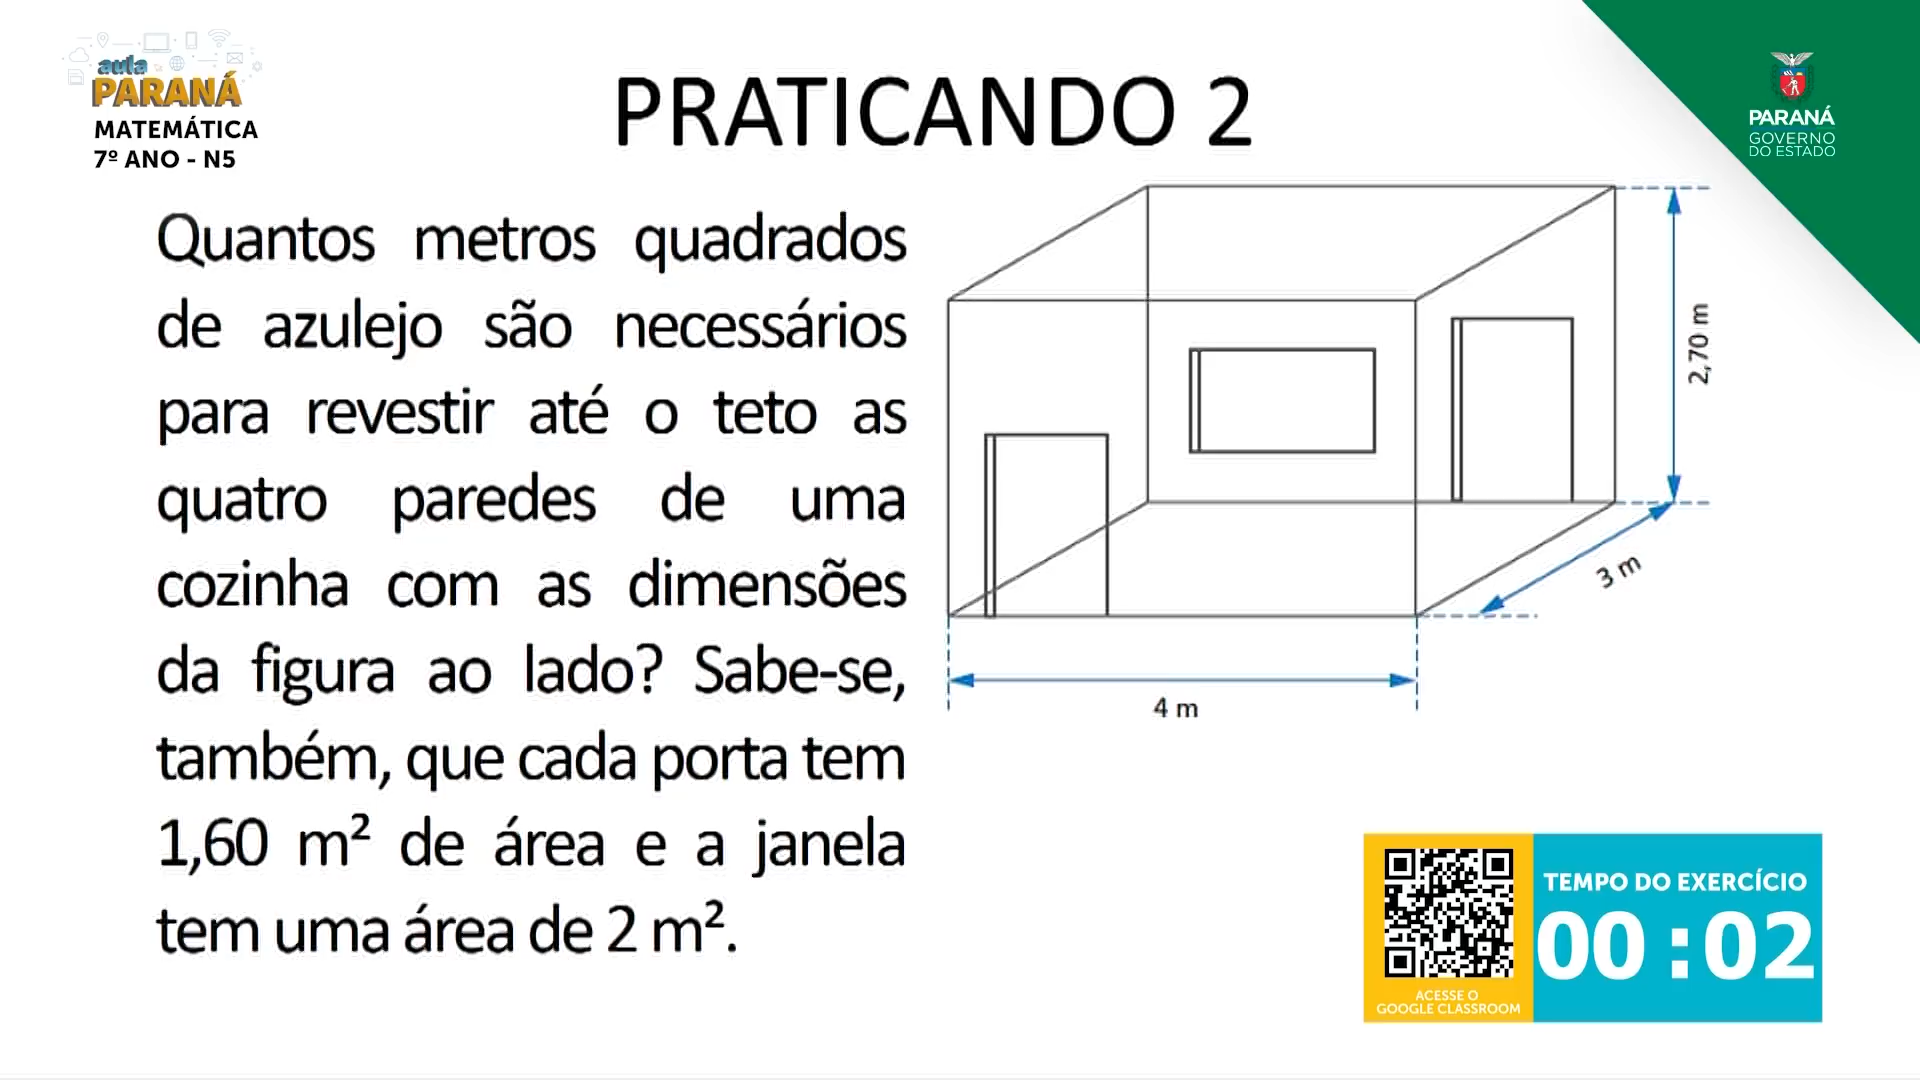 aula
PARANÁ
MATEMÁTICA
7º ANO - N5
PRATICANDO 2
PARANÁ
GOVERNO
DO ESTADO
Quantos metros quadrados
de azulejo são necessários
para revestir até o teto as
quatro paredes de uma
cozinha com as dimensões
da figura ao lado? Sabe-se,
também, que cada porta tem
1,60 m² de área e a janela
tem uma área de 2 m².
2,70 m
3 m
4 m
TEMPO DO EXERCÍCIO
00 : 02
ACESSE O
GOOGLE CLASSROOM